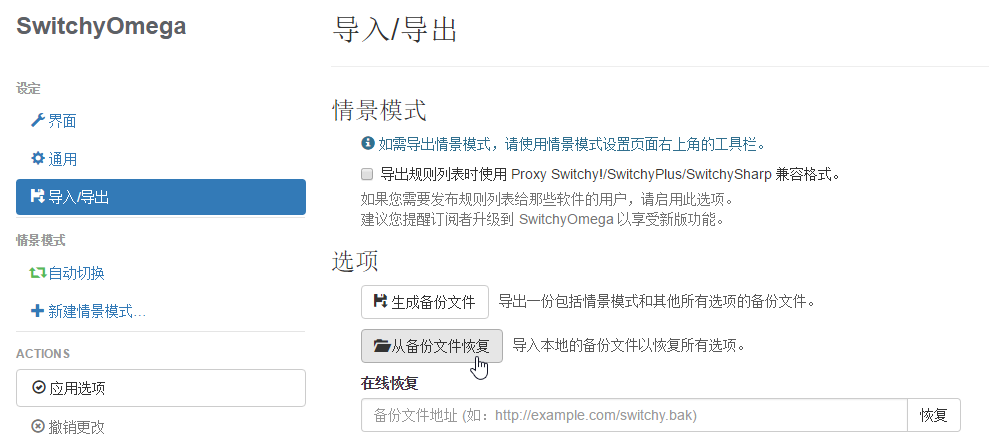 SwitchyOmega
设定
界面
通用
导入/导出
情景模式
自动切换
新建情景模式...
ACTIONS
应用选项
撤销更改
导入/导出
情景模式
如需导出情景模式，请使用情景模式设置页面右上角的工具栏。
导出规则列表时使用 Proxy Switchy!/SwitchyPlus/SwitchySharp 兼容格式。
如果您需要发布规则列表给那些软件的用户，请启用此选项。
建议您提醒订阅者升级到 SwitchyOmega 以享受新版功能。
选项
生成备份文件 导出一份包括情景模式和其他所有选项的备份文件。
从备份文件恢复 导入本地的备份文件以恢复所有选项。
在线恢复
备份文件地址 (如：http://example.com/switchy.bak) 恢复